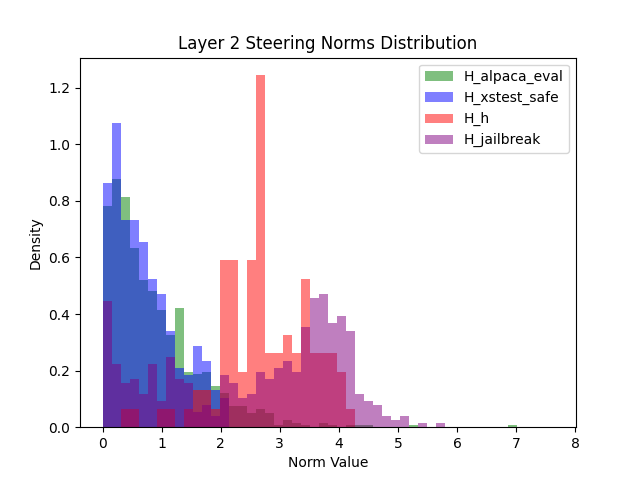 Layer 2 Steering Norms Distribution
H_alpaca_eval
H_xstest_safe
H_h
H_jailbreak
Density
1.2
1.0
0.8
0.6
0.4
0.2
0.0
0 1 2 3 4 5 6 7 8
Norm Value